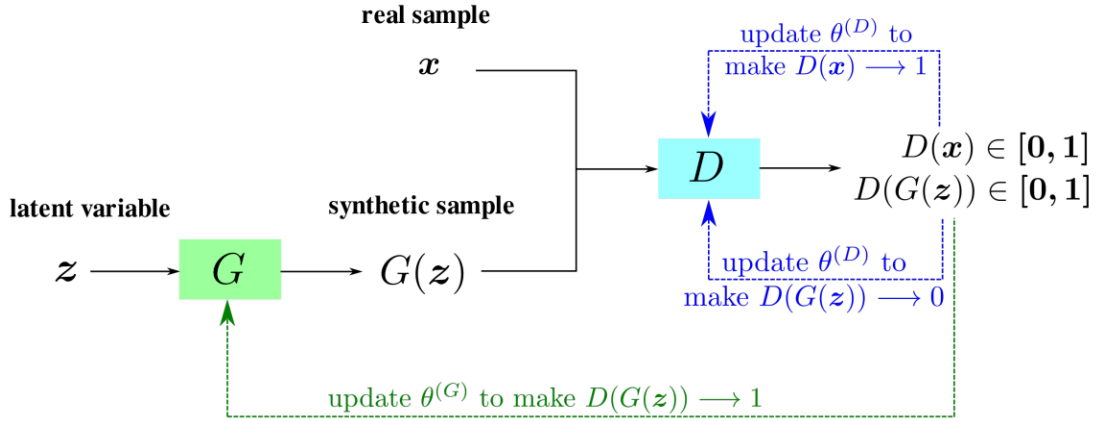 real sample
x
update θ^(D) to
make D(x) ⟶ 1
D
D(x) ∈ [0, 1]
D(G(z)) ∈ [0, 1]
latent variable
synthetic sample
z
G
G(z)
update θ^(D) to
make D(G(z)) ⟶ 0
update θ^(G) to make D(G(z)) ⟶ 1